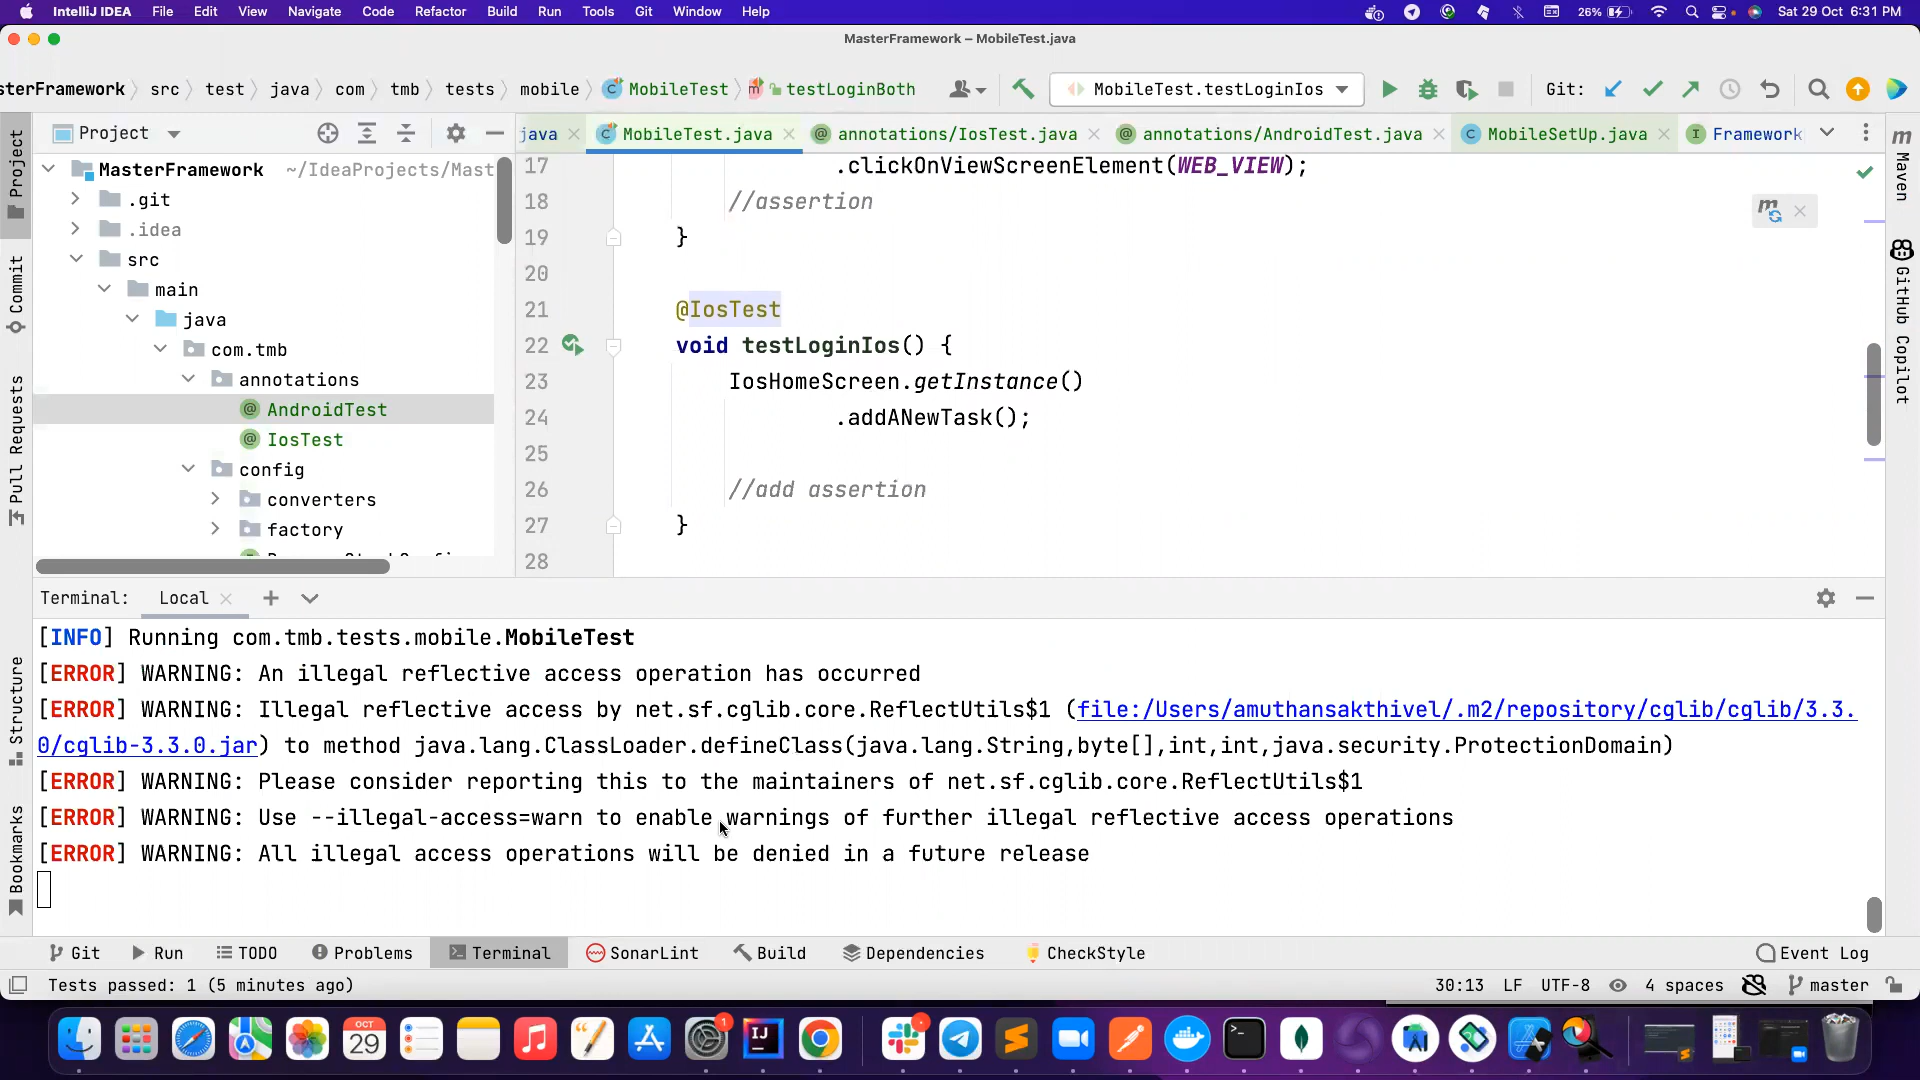 IntelliJ IDEA File Edit View Navigate Code Refactor Build Run Tools Git Window Help 26% Sat 29 Oct 6:31 PM
MasterFramework – MobileTest.java
sterFramework src test java com tmb tests mobile MobileTest testLoginBoth MobileTest.testLoginIos Git:
Project java MobileTest.java annotations/IosTest.java annotations/AndroidTest.java MobileSetUp.java Framework
MasterFramework ~/IdeaProjects/Mast
.git
.idea
src
main
java
com.tmb
annotations
AndroidTest
IosTest
config
converters
factory
17 .clickOnViewScreenElement(WEB_VIEW);
18 //assertion
19 }
20
21 @IosTest
22 void testLoginIos() {
23 IosHomeScreen.getInstance()
24 .addANewTask();
25
26 //add assertion
27 }
28
Project
Commit
Pull Requests
Structure
Bookmarks
Maven
GitHub Copilot
Terminal: Local
[INFO] Running com.tmb.tests.mobile.MobileTest
[ERROR] WARNING: An illegal reflective access operation has occurred
[ERROR] WARNING: Illegal reflective access by net.sf.cglib.core.ReflectUtils$1 (file:/Users/amuthansakthivel/.m2/repository/cglib/cglib/3.3.
0/cglib-3.3.0.jar) to method java.lang.ClassLoader.defineClass(java.lang.String,byte[],int,int,java.security.ProtectionDomain)
[ERROR] WARNING: Please consider reporting this to the maintainers of net.sf.cglib.core.ReflectUtils$1
[ERROR] WARNING: Use --illegal-access=warn to enable warnings of further illegal reflective access operations
[ERROR] WARNING: All illegal access operations will be denied in a future release
Git Run TODO Problems Terminal SonarLint Build Dependencies CheckStyle Event Log
Tests passed: 1 (5 minutes ago) 30:13 LF UTF-8 4 spaces master
OCT
29
1
IJ